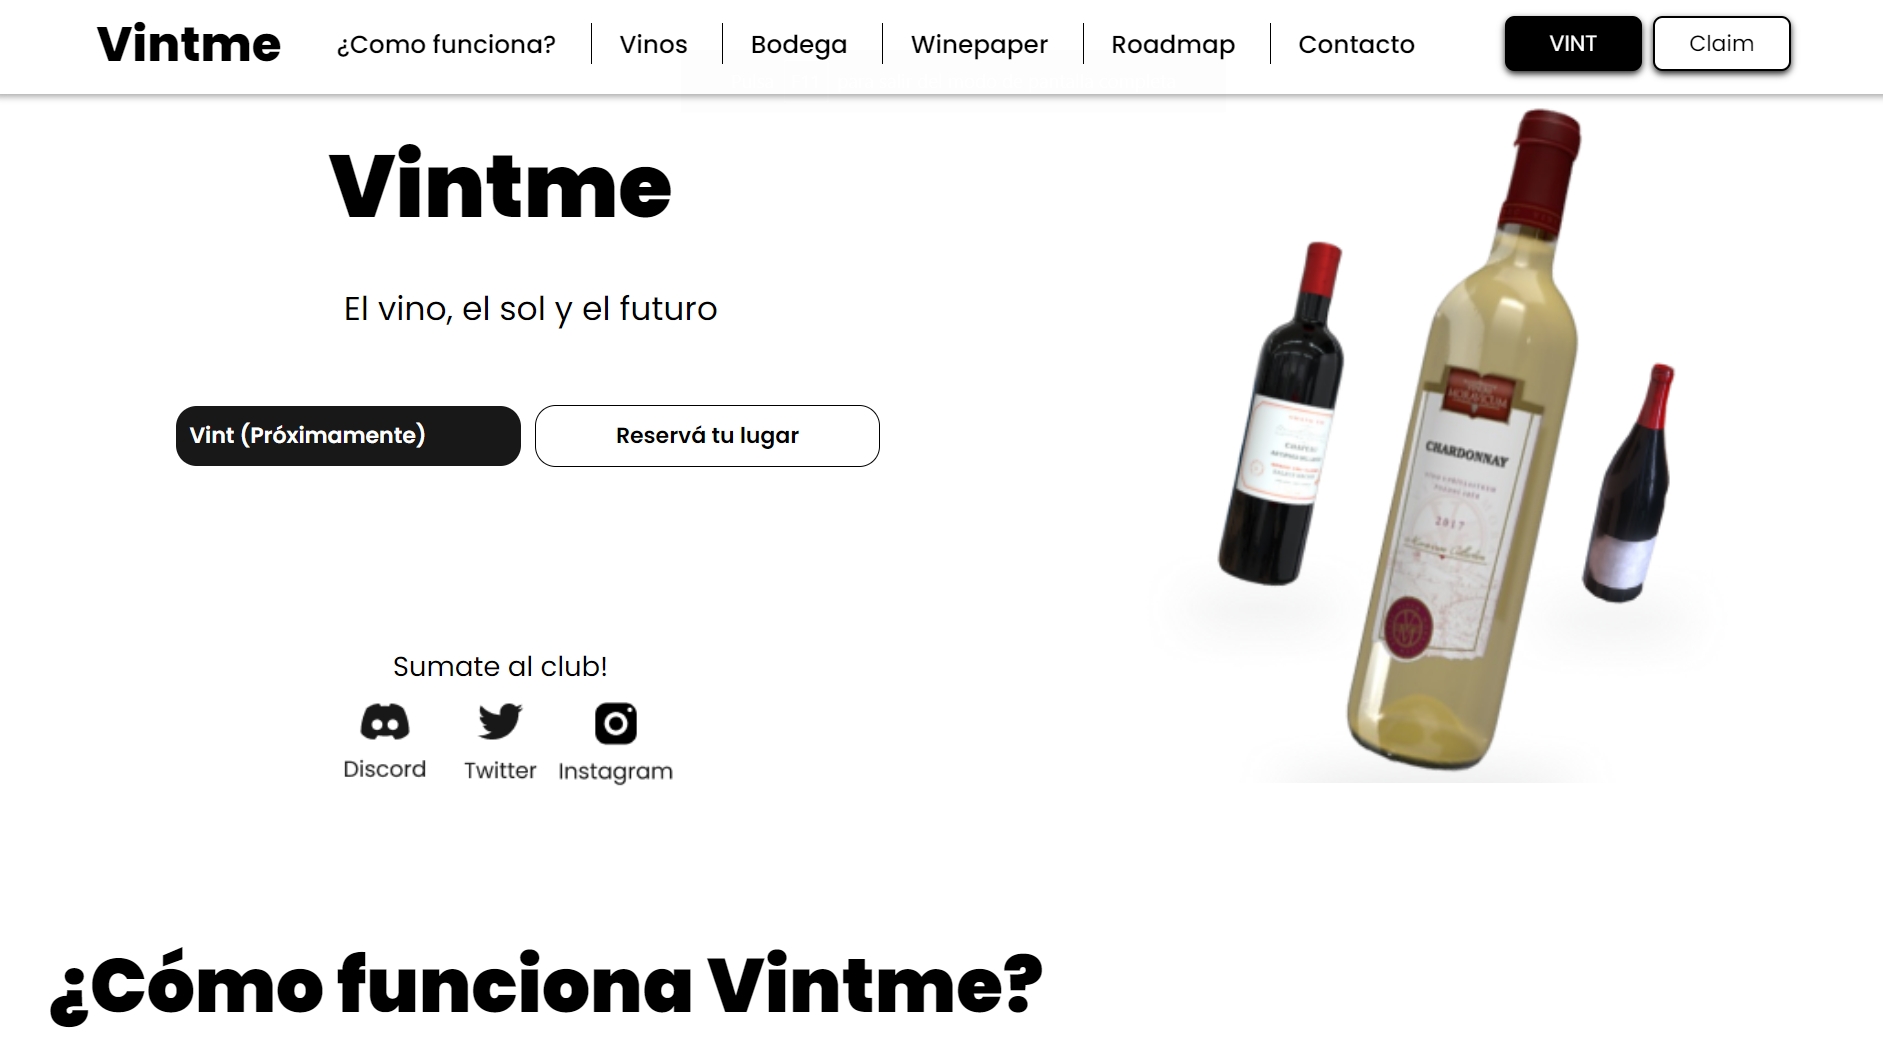 Vintme
¿Como funciona?
Vinos
Bodega
Winepaper
Roadmap
Contacto
VINT
Claim
Vintme
El vino, el sol y el futuro
Vint (Próximamente)
Reservá tu lugar
Sumate al club!
Discord
Twitter
Instagram
MORAVICUM
CHARDONNAY
2017
¿Cómo funciona Vintme?